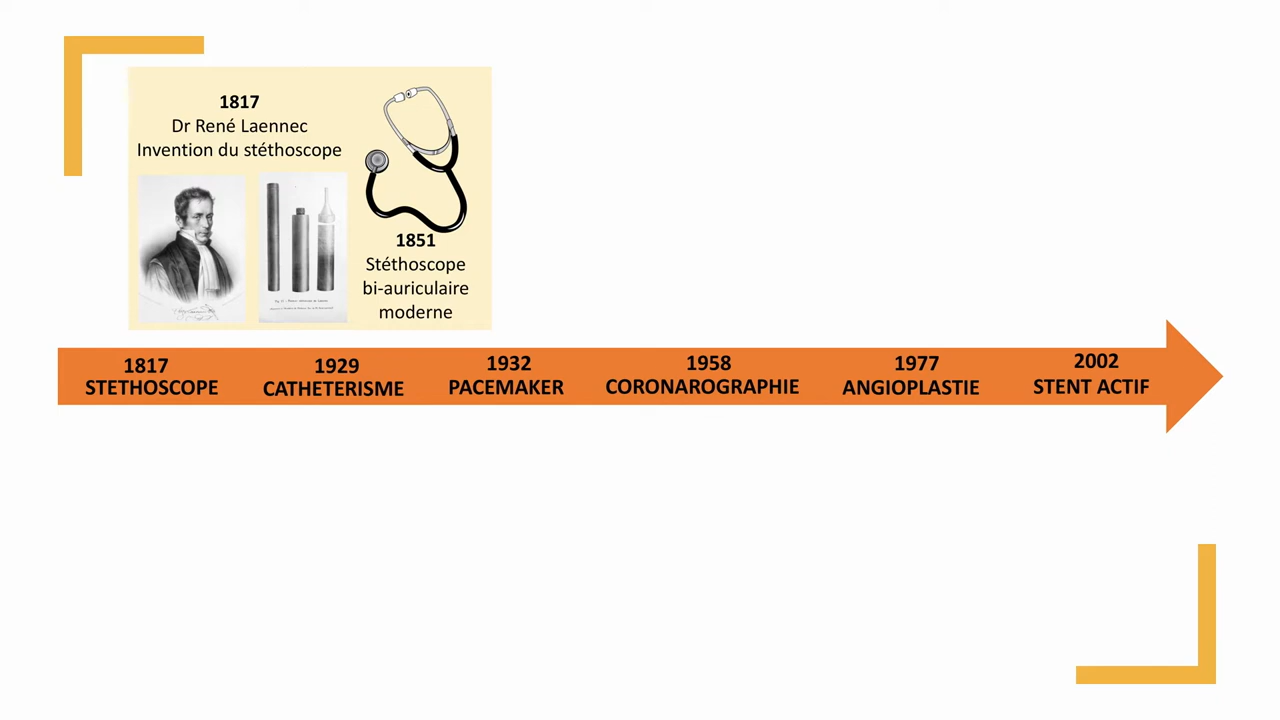 1817
Dr René Laennec
Invention du stéthoscope
1851
Stéthoscope
bi-auriculaire
moderne
1817
STETHOSCOPE
1929
CATHETERISME
1932
PACEMAKER
1958
CORONAROGRAPHIE
1977
ANGIOPLASTIE
2002
STENT ACTIF